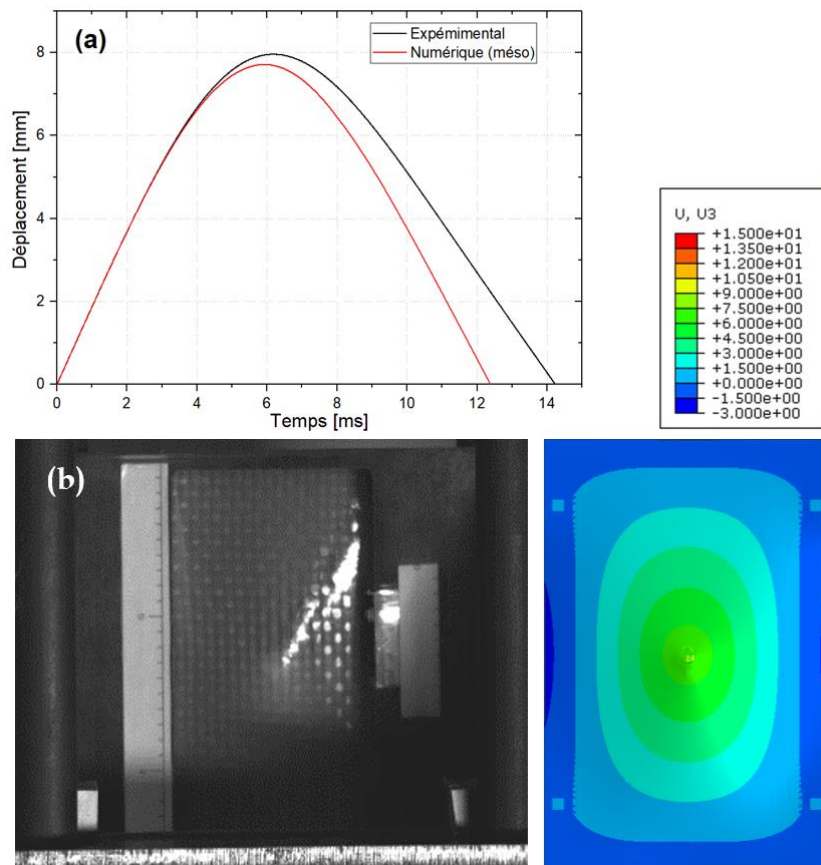 (a)
Expémimental
Numérique (méso)
8
6
4
2
0
Déplacement [mm]
0 2 4 6 8 10 12 14
Temps [ms]
U, U3
+1.500e+01
+1.350e+01
+1.200e+01
+1.050e+01
+9.000e+00
+7.500e+00
+6.000e+00
+4.500e+00
+3.000e+00
+1.500e+00
+0.000e+00
-1.500e+00
-3.000e+00
(b)